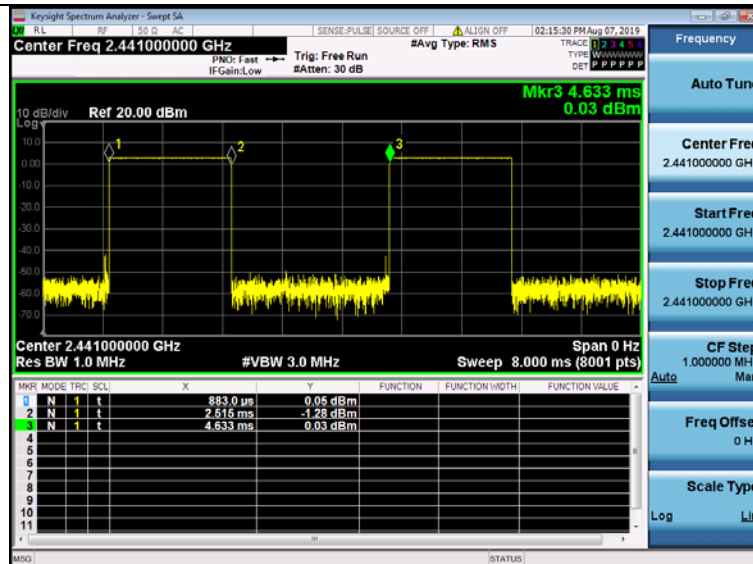 Keysight Spectrum Analyzer - Swept SA
RL RF 50 Ω AC SENSE:PULSE SOURCE OFF ALIGN OFF 02:15:30 PM Aug 07, 2019
Center Freq 2.441000000 GHz
PNO: Fast
IFGain:Low
Trig: Free Run
#Atten: 30 dB
#Avg Type: RMS
TRACE 1 2 3 4 5 6
TYPE WWWWWW
DET P P P P P P
Mkr3 4.633 ms
0.03 dBm
10 dB/div Ref 20.00 dBm
Log
10.0
0.00
-10.0
-20.0
-30.0
-40.0
-50.0
-60.0
-70.0
1
2
3
Center 2.441000000 GHz Span 0 Hz
Res BW 1.0 MHz #VBW 3.0 MHz Sweep 8.000 ms (8001 pts)
MKR MODE TRC SCL X Y FUNCTION FUNCTION WIDTH FUNCTION VALUE
1 N 1 t 883.0 µs 0.05 dBm
2 N 1 t 2.515 ms -1.28 dBm
3 N 1 t 4.633 ms 0.03 dBm
4
5
6
7
8
9
10
11
MSG STATUS
Frequency
Auto Tun
Center Fre
2.441000000 GH
Start Fre
2.441000000 GH
Stop Fre
2.441000000 GH
CF Step
1.000000 MH
Auto Ma
Freq Offse
0 H
Scale Type
Log Li